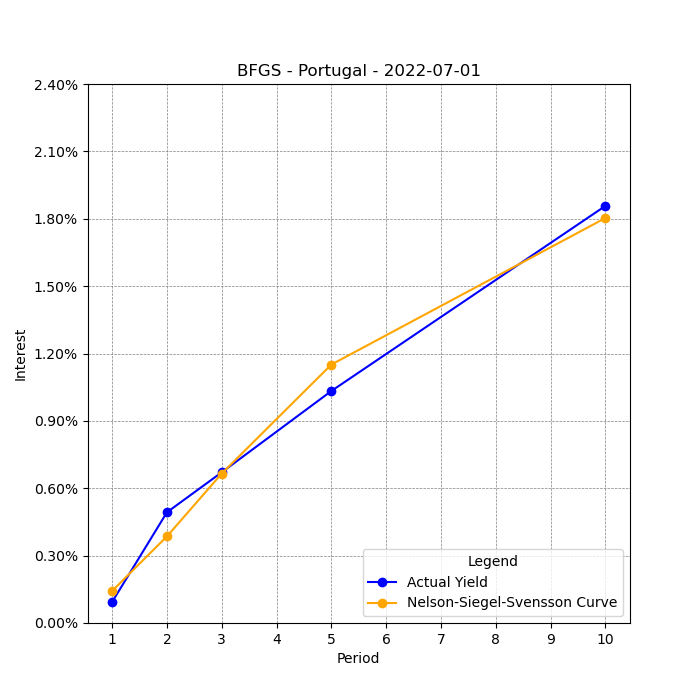 BFGS - Portugal - 2022-07-01
2.40%
2.10%
1.80%
1.50%
1.20%
0.90%
0.60%
0.30%
0.00%
Interest
Legend
Actual Yield
Nelson-Siegel-Svensson Curve
1 2 3 4 5 6 7 8 9 10
Period